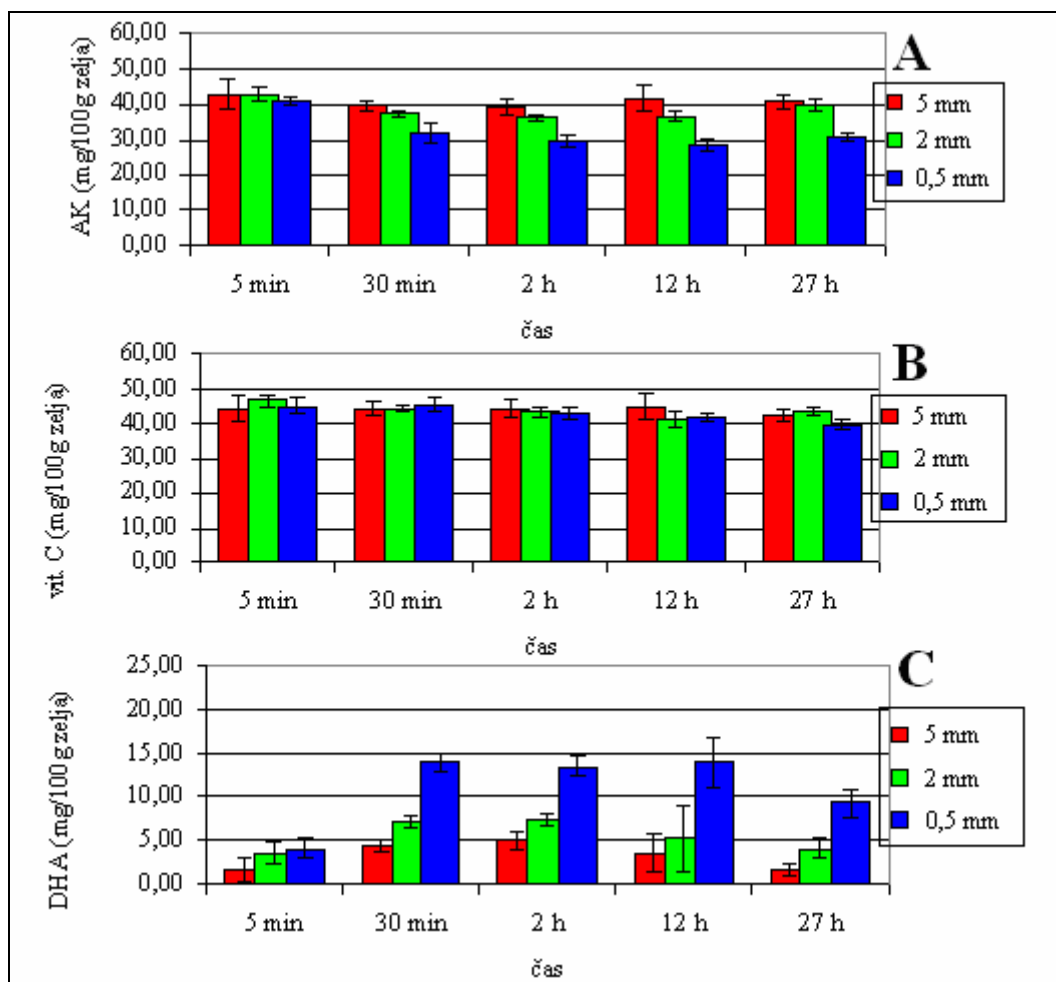 A
60,00
50,00
40,00
30,00
20,00
10,00
0,00
AK (mg/100g zelja)
5 mm
2 mm
0,5 mm
5 min 30 min 2 h 12 h 27 h
čas
B
60,00
50,00
40,00
30,00
20,00
10,00
0,00
vit. C (mg/100g zelja)
5 mm
2 mm
0,5 mm
5 min 30 min 2 h 12 h 27 h
čas
C
25,00
20,00
15,00
10,00
5,00
0,00
DHA (mg/100g zelja)
5 mm
2 mm
0,5 mm
5 min 30 min 2 h 12 h 27 h
čas